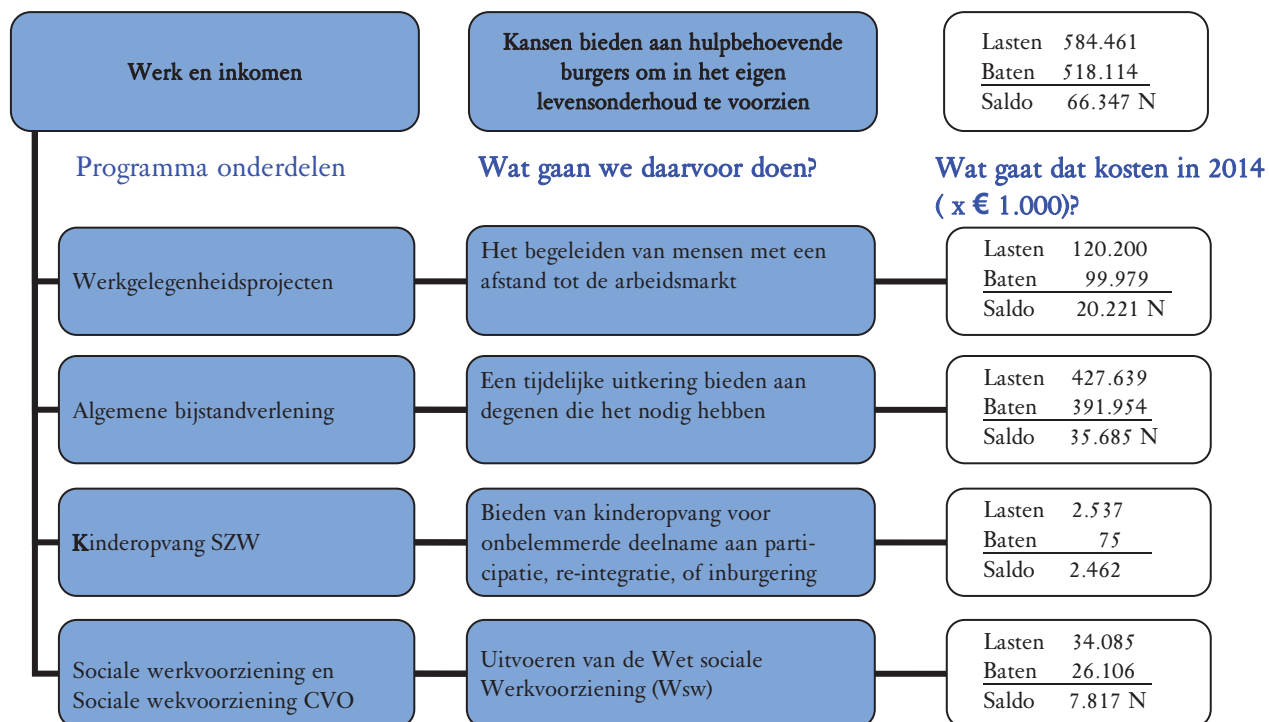 Werk en inkomen
Kansen bieden aan hulpbehoevende
burgers om in het eigen
levensonderhoud te voorzien
Lasten 584.461
Baten 518.114
Saldo 66.347 N
Programma onderdelen
Wat gaan we daarvoor doen?
Wat gaat dat kosten in 2014
( x € 1.000)?
Werkgelegenheidsprojecten
Het begeleiden van mensen met een
afstand tot de arbeidsmarkt
Lasten 120.200
Baten 99.979
Saldo 20.221 N
Algemene bijstandverlening
Een tijdelijke uitkering bieden aan
degenen die het nodig hebben
Lasten 427.639
Baten 391.954
Saldo 35.685 N
Kinderopvang SZW
Bieden van kinderopvang voor
onbelemmerde deelname aan parti-
cipatie, re-integratie, of inburgering
Lasten 2.537
Baten 75
Saldo 2.462
Sociale werkvoorziening en
Sociale wekvoorziening CVO
Uitvoeren van de Wet sociale
Werkvoorziening (Wsw)
Lasten 34.085
Baten 26.106
Saldo 7.817 N